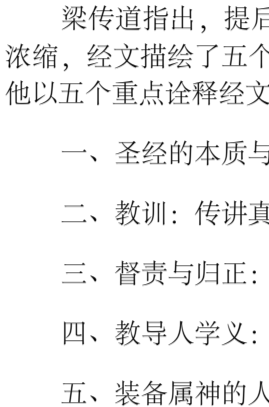 梁传道指出，提后
浓缩，经文描绘了五个
他以五个重点诠释经文
一、圣经的本质与
二、教训：传讲真
三、督责与归正：
四、教导人学义：
五、装备属神的人